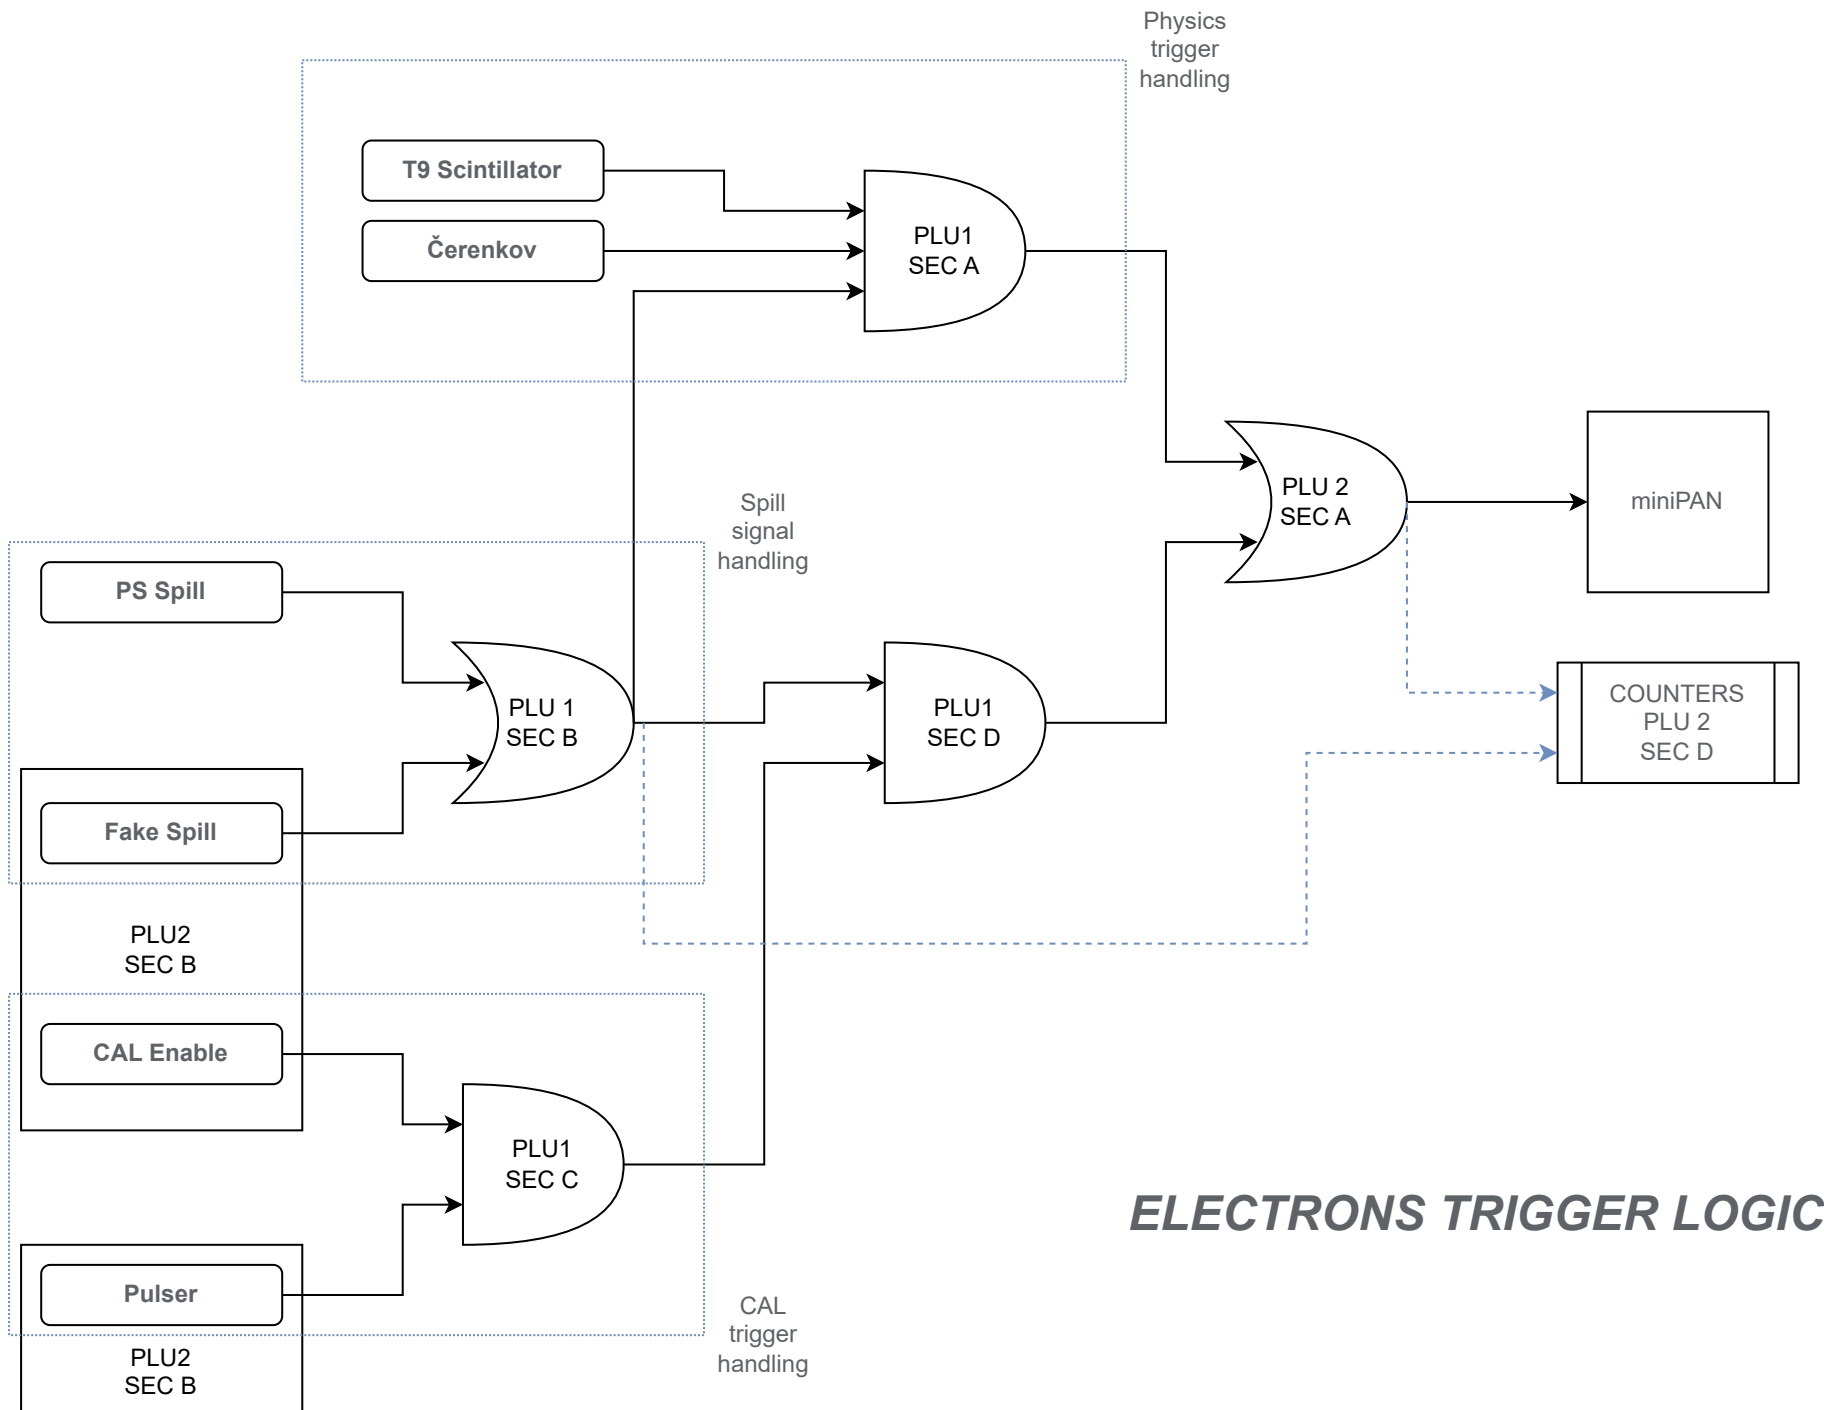 Physics
trigger
handling
T9 Scintillator
Čerenkov
PLU1
SEC A
PLU 2
SEC A
miniPAN
Spill
signal
handling
PS Spill
PLU 1
SEC B
PLU1
SEC D
COUNTERS
PLU 2
SEC D
Fake Spill
PLU2
SEC B
CAL Enable
PLU1
SEC C
ELECTRONS TRIGGER LOGIC
Pulser
CAL
trigger
handling
PLU2
SEC B